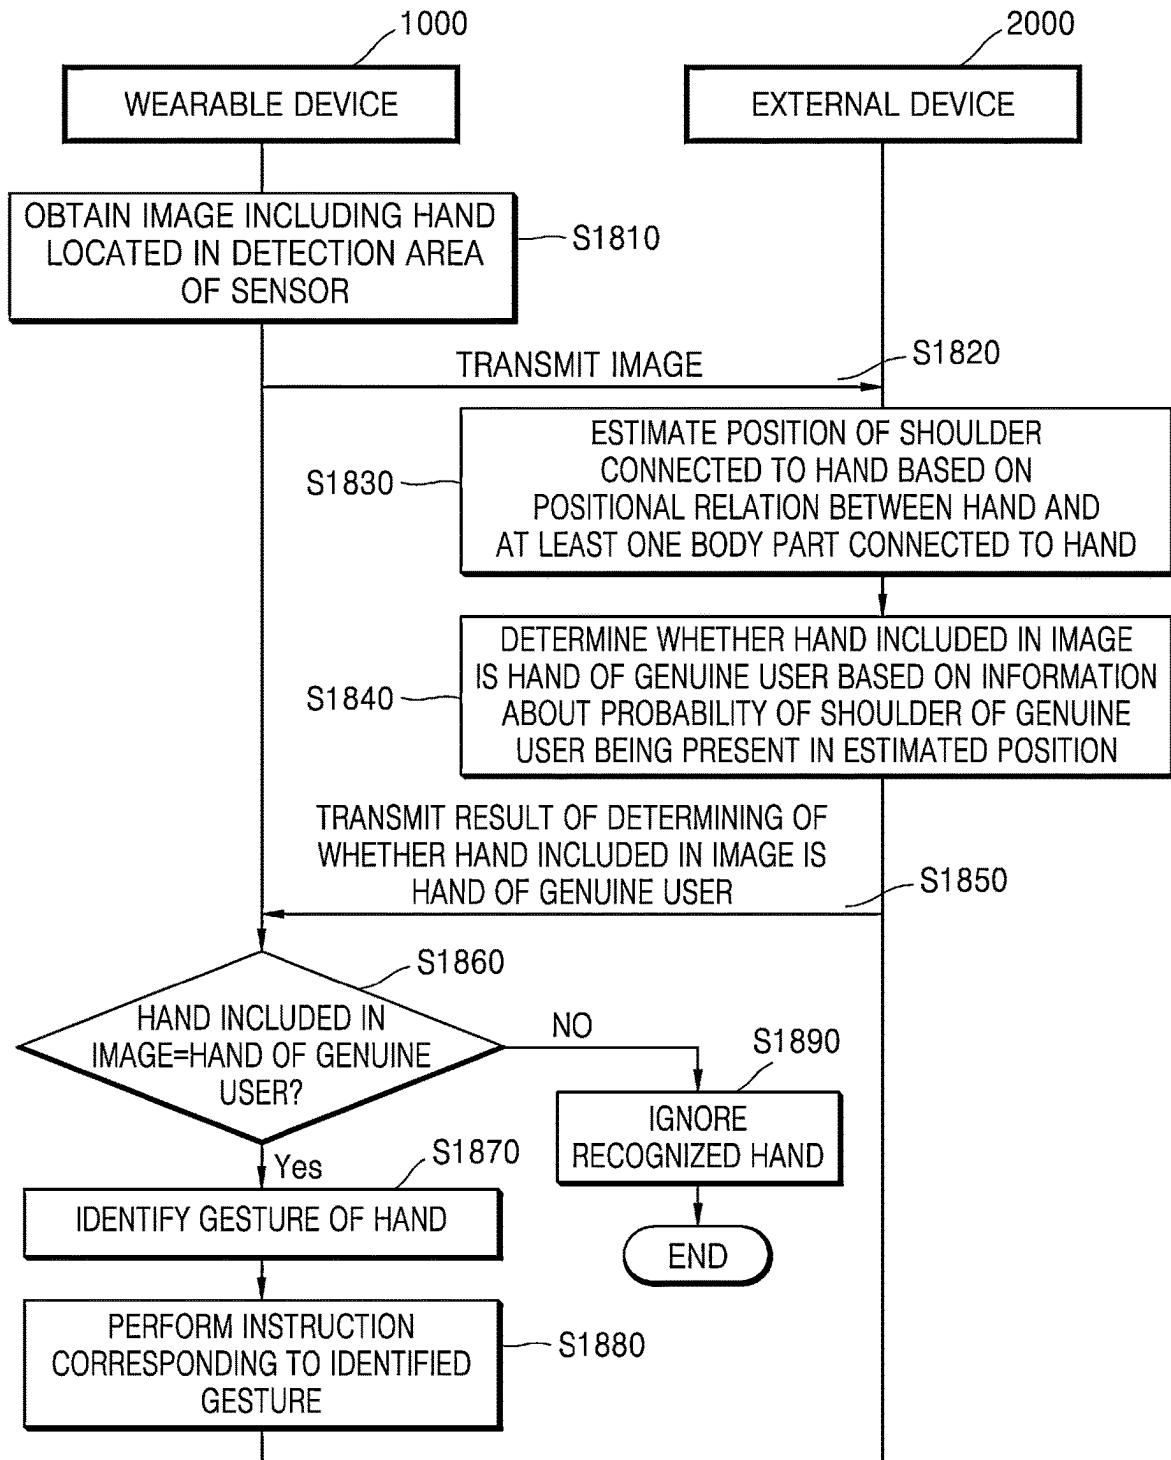 1000
2000
WEARABLE DEVICE
EXTERNAL DEVICE
OBTAIN IMAGE INCLUDING HAND
LOCATED IN DETECTION AREA
OF SENSOR
S1810
TRANSMIT IMAGE
S1820
ESTIMATE POSITION OF SHOULDER
CONNECTED TO HAND BASED ON
POSITIONAL RELATION BETWEEN HAND AND
AT LEAST ONE BODY PART CONNECTED TO HAND
S1830
DETERMINE WHETHER HAND INCLUDED IN IMAGE
IS HAND OF GENUINE USER BASED ON INFORMATION
ABOUT PROBABILITY OF SHOULDER OF GENUINE
USER BEING PRESENT IN ESTIMATED POSITION
S1840
TRANSMIT RESULT OF DETERMINING OF
WHETHER HAND INCLUDED IN IMAGE IS
HAND OF GENUINE USER
S1850
S1860
HAND INCLUDED IN
IMAGE=HAND OF GENUINE
USER?
NO
S1890
IGNORE
RECOGNIZED HAND
END
Yes
S1870
IDENTIFY GESTURE OF HAND
PERFORM INSTRUCTION
CORRESPONDING TO IDENTIFIED
GESTURE
S1880